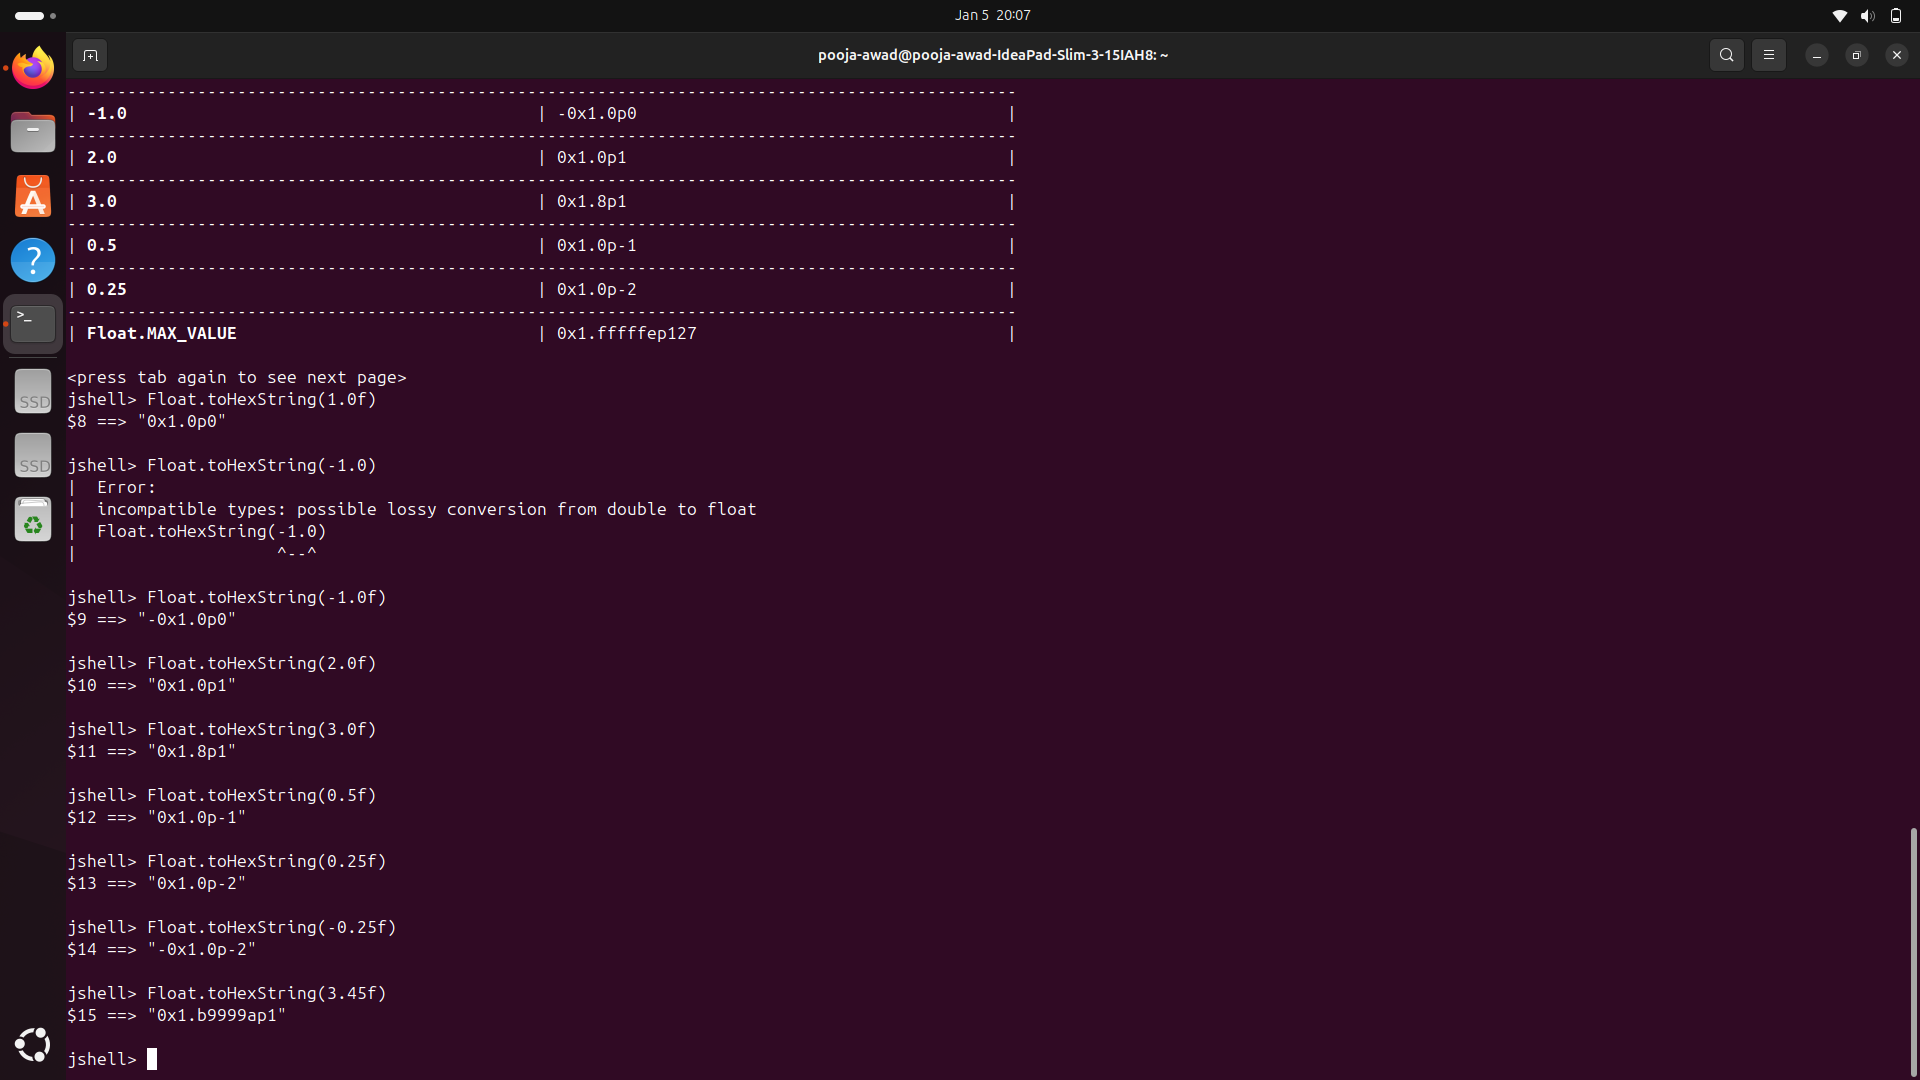 Jan 5 20:07
pooja-awad@pooja-awad-IdeaPad-Slim-3-15IAH8: ~
-----------------------------------------------------------------------------------------------
| -1.0 | -0x1.0p0 |
-----------------------------------------------------------------------------------------------
| 2.0 | 0x1.0p1 |
-----------------------------------------------------------------------------------------------
| 3.0 | 0x1.8p1 |
-----------------------------------------------------------------------------------------------
| 0.5 | 0x1.0p-1 |
-----------------------------------------------------------------------------------------------
| 0.25 | 0x1.0p-2 |
-----------------------------------------------------------------------------------------------
| Float.MAX_VALUE | 0x1.fffffep127 |
<press tab again to see next page>
jshell> Float.toHexString(1.0f)
$8 ==> "0x1.0p0"
jshell> Float.toHexString(-1.0)
| Error:
| incompatible types: possible lossy conversion from double to float
| Float.toHexString(-1.0)
| ^--^
jshell> Float.toHexString(-1.0f)
$9 ==> "-0x1.0p0"
jshell> Float.toHexString(2.0f)
$10 ==> "0x1.0p1"
jshell> Float.toHexString(3.0f)
$11 ==> "0x1.8p1"
jshell> Float.toHexString(0.5f)
$12 ==> "0x1.0p-1"
jshell> Float.toHexString(0.25f)
$13 ==> "0x1.0p-2"
jshell> Float.toHexString(-0.25f)
$14 ==> "-0x1.0p-2"
jshell> Float.toHexString(3.45f)
$15 ==> "0x1.b9999ap1"
jshell>
?
>_
SSD
SSD